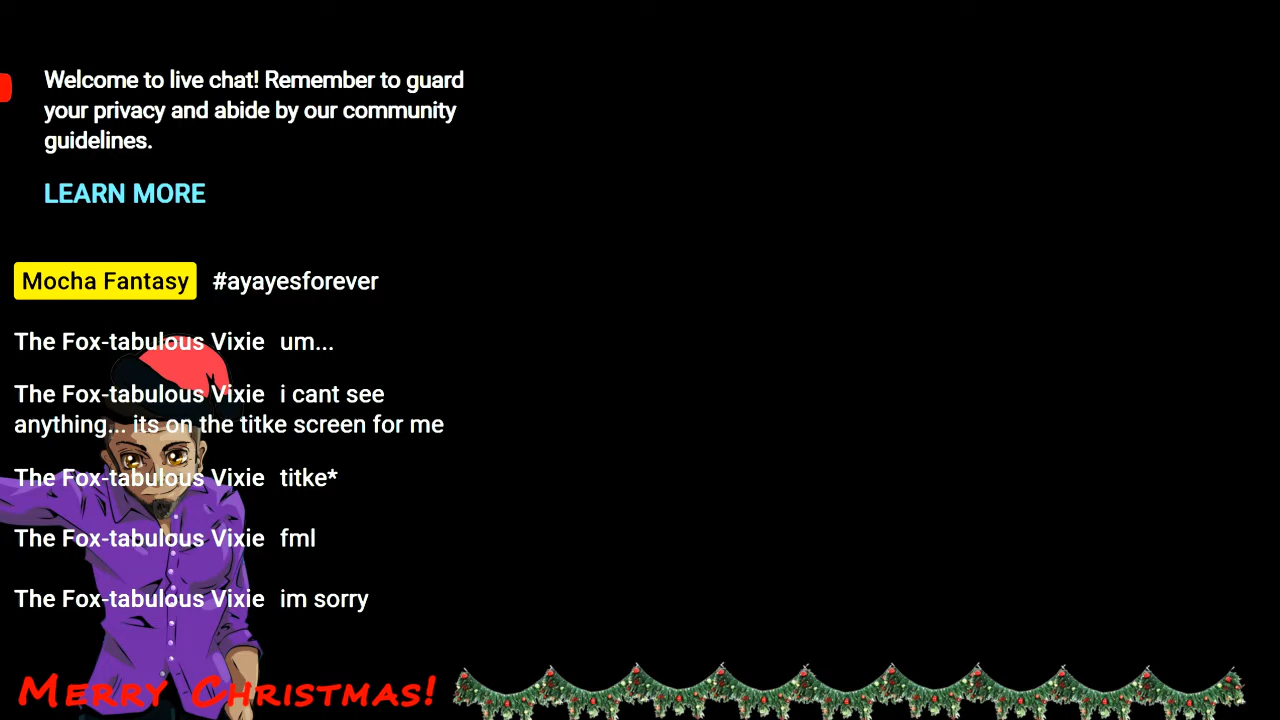 Welcome to live chat! Remember to guard
your privacy and abide by our community
guidelines.
LEARN MORE
Mocha Fantasy #ayayesforever
The Fox-tabulous Vixie um...
The Fox-tabulous Vixie i cant see
anything... its on the titke screen for me
The Fox-tabulous Vixie titke*
The Fox-tabulous Vixie fml
The Fox-tabulous Vixie im sorry
Merry Christmas!